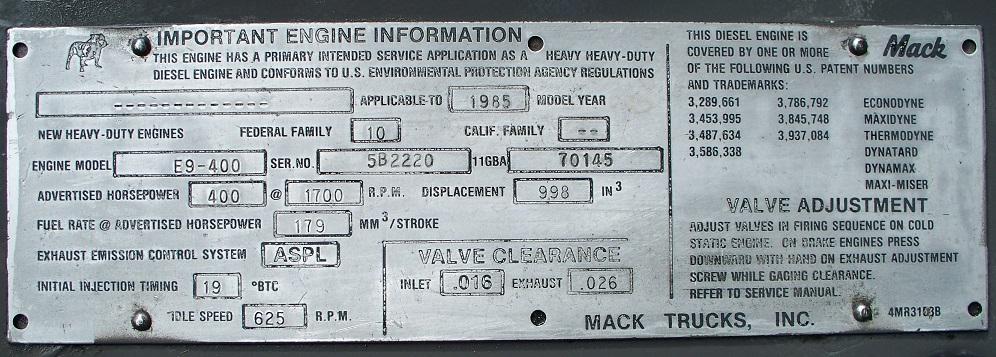 IMPORTANT ENGINE INFORMATION
THIS ENGINE HAS A PRIMARY INTENDED SERVICE APPLICATION AS A HEAVY HEAVY-DUTY
DIESEL ENGINE AND CONFORMS TO U.S. ENVIRONMENTAL PROTECTION AGENCY REGULATIONS
------------- APPLICABLE TO 1985 MODEL YEAR
NEW HEAVY-DUTY ENGINES FEDERAL FAMILY 10 CALIF. FAMILY --
ENGINE MODEL E9-400 SER. NO. 5B2220 11GBA 70145
ADVERTISED HORSEPOWER 400 @ 1700 R.P.M. DISPLACEMENT 998 IN³
FUEL RATE @ ADVERTISED HORSEPOWER 179 MM³/STROKE
EXHAUST EMISSION CONTROL SYSTEM ASPL
INITIAL INJECTION TIMING 19 °BTC
IDLE SPEED 625 R.P.M.
VALVE CLEARANCE
INLET .016 EXHAUST .026
MACK TRUCKS, INC.
THIS DIESEL ENGINE IS
COVERED BY ONE OR MORE
OF THE FOLLOWING U.S. PATENT NUMBERS
AND TRADEMARKS:
Mack
3,289,661 3,786,792 ECONODYNE
3,453,995 3,845,748 MAXIDYNE
3,487,634 3,937,084 THERMODYNE
3,586,338 DYNATARD
DYNAMAX
MAXI-MISER
VALVE ADJUSTMENT
ADJUST VALVES IN FIRING SEQUENCE ON COLD
STATIC ENGINE. ON BRAKE ENGINES PRESS
DOWNWARD WITH HAND ON EXHAUST ADJUSTMENT
SCREW WHILE GAGING CLEARANCE.
REFER TO SERVICE MANUAL.
4MR3103B